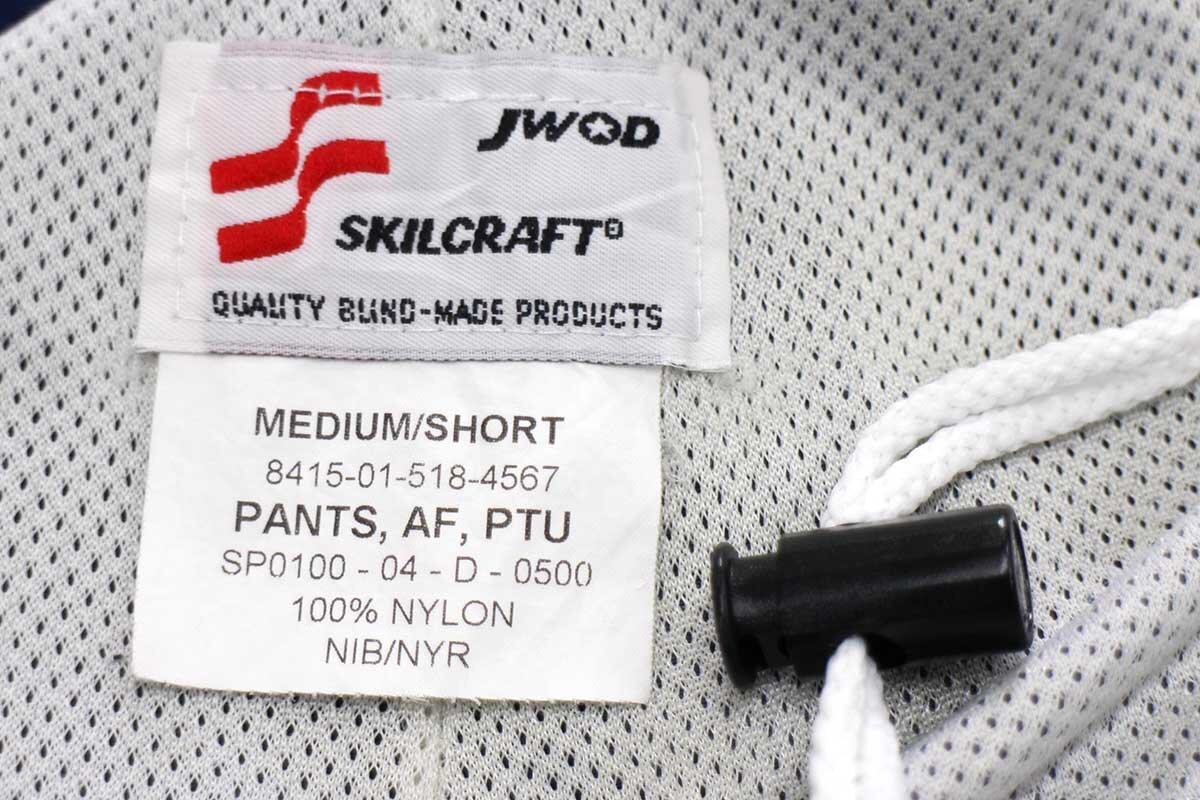 JWOD
SKILCRAFT®
QUALITY BLIND-MADE PRODUCTS
MEDIUM/SHORT
8415-01-518-4567
PANTS, AF, PTU
SP0100 - 04 - D - 0500
100% NYLON
NIB/NYR